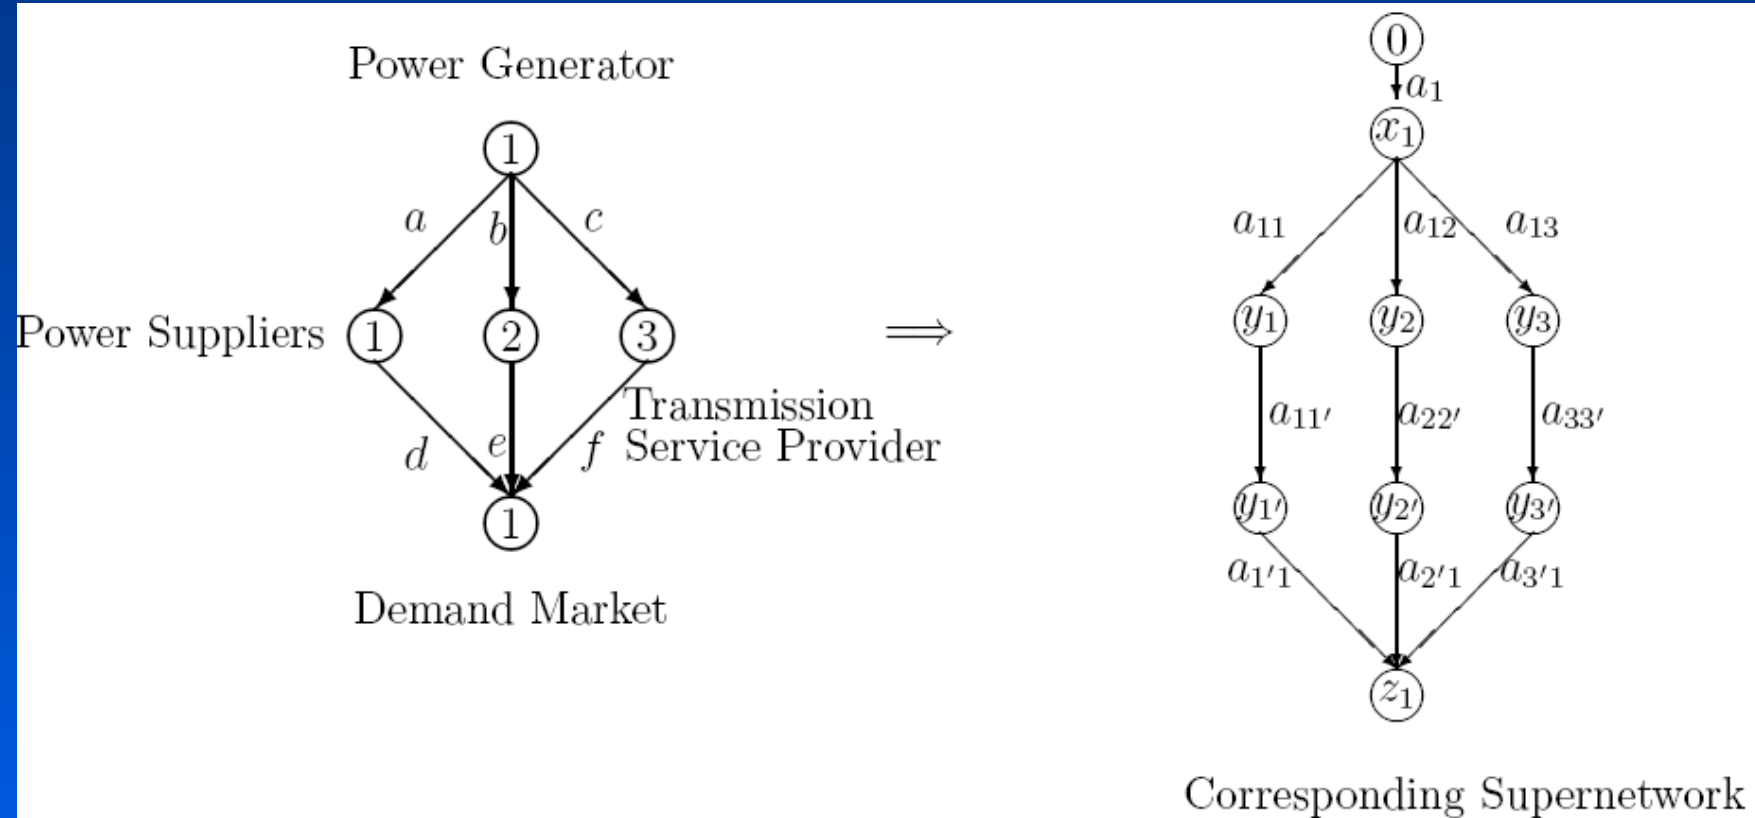 Power Generator
1
a b c
Power Suppliers 1 2 3
d e f
Transmission
Service Provider
1
Demand Market
⟹
0
a₁
x₁
a₁₁ a₁₂ a₁₃
y₁ y₂ y₃
a₁₁′ a₂₂′ a₃₃′
y₁′ y₂′ y₃′
a₁′₁ a₂′₁ a₃′₁
z₁
Corresponding Supernetwork